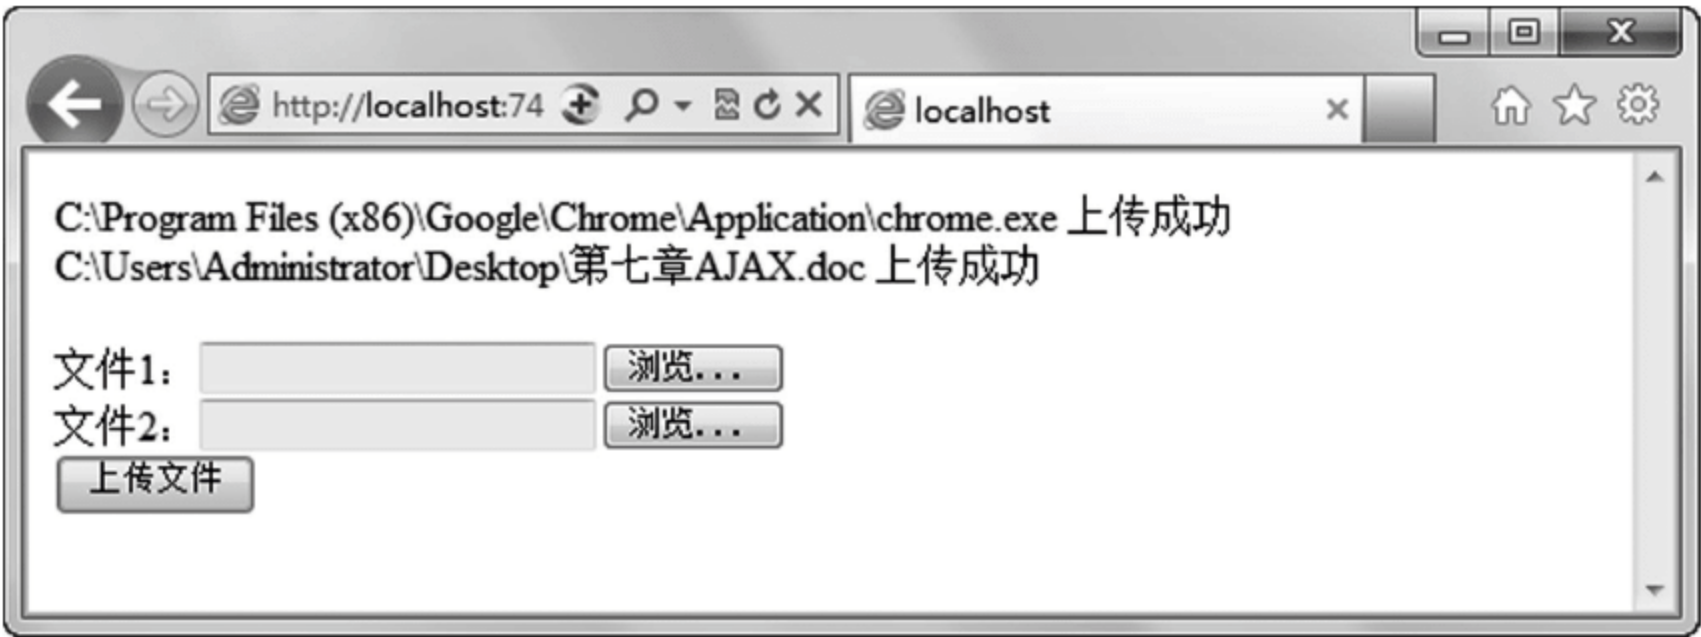 http://localhost:74
localhost
C:\Program Files (x86)\Google\Chrome\Application\chrome.exe 上传成功
C:\Users\Administrator\Desktop\第七章AJAX.doc 上传成功
文件1： 浏览...
文件2： 浏览...
上传文件